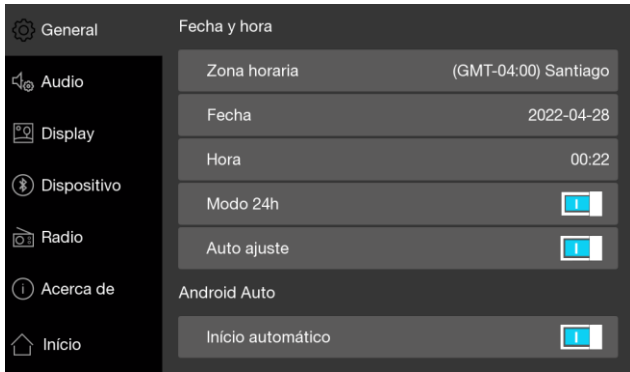 General
Audio
Display
Dispositivo
Radio
Acerca de
Início
Fecha y hora
Zona horaria (GMT-04:00) Santiago
Fecha 2022-04-28
Hora 00:22
Modo 24h
Auto ajuste
Android Auto
Início automático